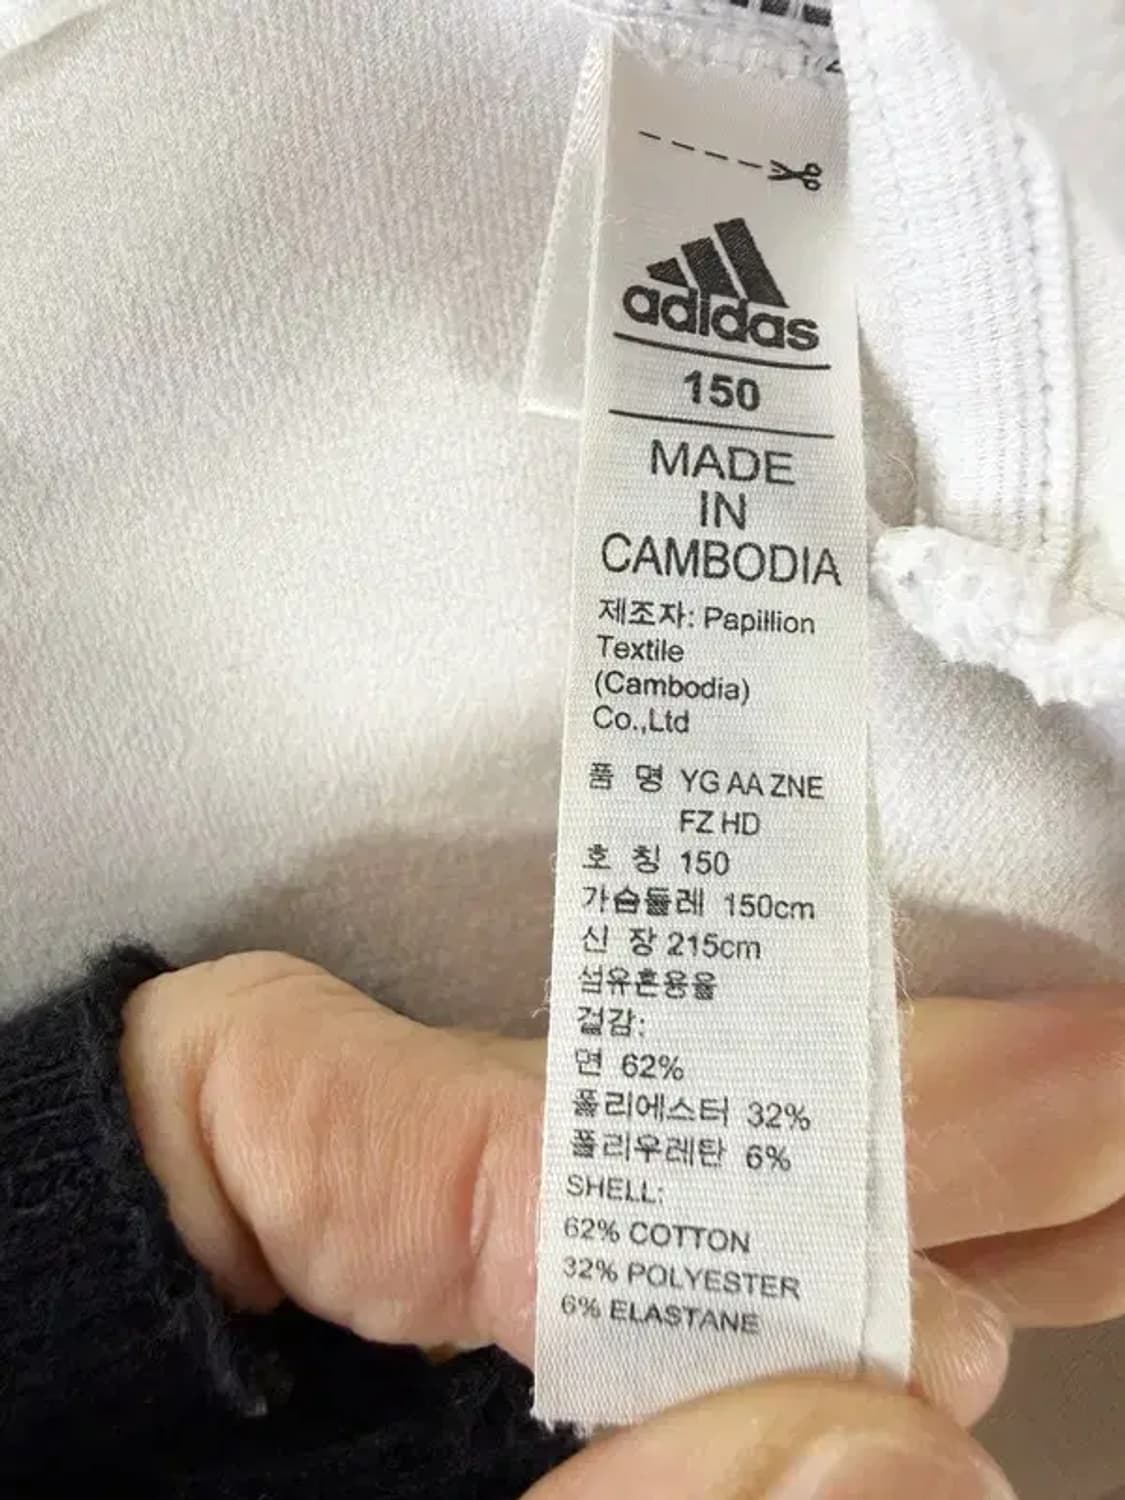 adidas
150
MADE
IN
CAMBODIA
제조자: Papillion
Textile
(Cambodia)
Co.,Ltd
품 명 YG AA ZNE
FZ HD
호 칭 150
가슴둘레 150cm
신 장 215cm
섬유혼용율
겉감:
면 62%
폴리에스터 32%
폴리우레탄 6%
SHELL:
62% COTTON
32% POLYESTER
6% ELASTANE